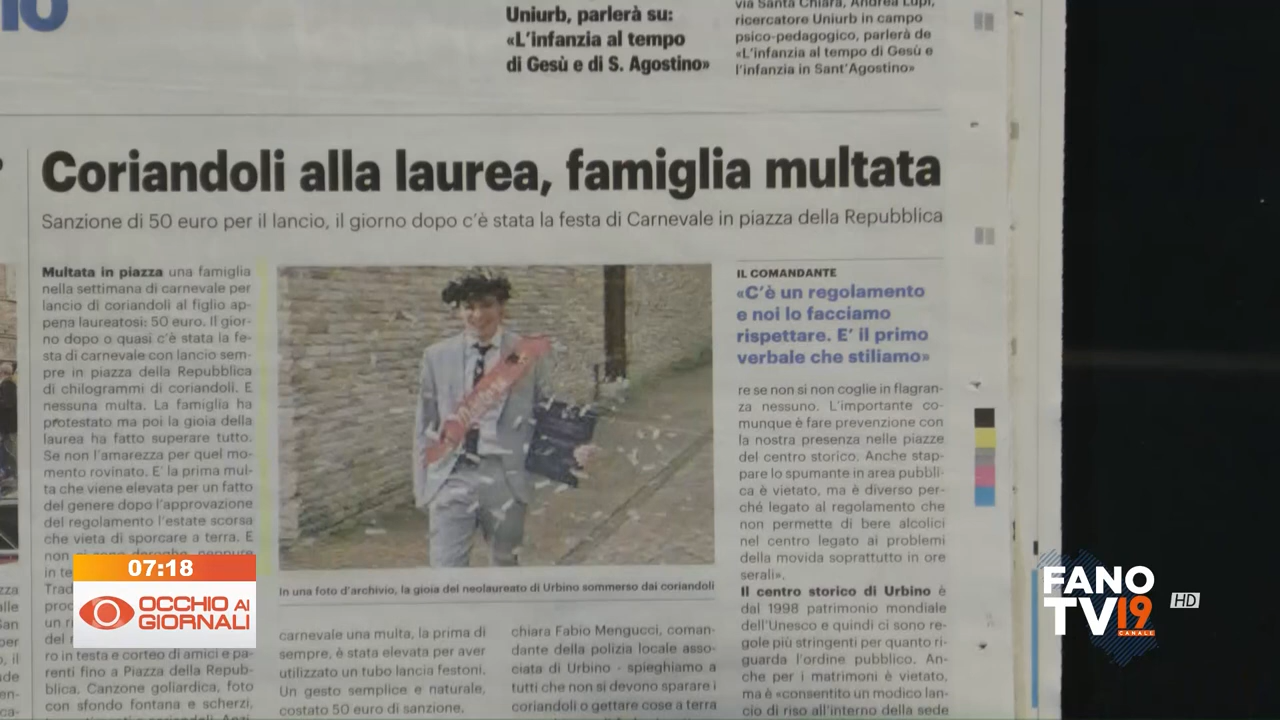 Uniurb, parlerà su:
«L'infanzia al tempo
di Gesù e di S. Agostino»
via Santa Chiara, Andrea Lupi,
ricercatore Uniurb in campo
psico-pedagogico, parlerà de
«L'infanzia al tempo di Gesù e
l'infanzia in Sant'Agostino»
Coriandoli alla laurea, famiglia multata
Sanzione di 50 euro per il lancio, il giorno dopo c'è stata la festa di Carnevale in piazza della Repubblica
Multata in piazza una famiglia
nella settimana di carnevale per
lancio di coriandoli al figlio ap-
pena laureatosi: 50 euro. Il gior-
no dopo o quasi c'è stata la fe-
sta di carnevale con lancio sem-
pre in piazza della Repubblica
di chilogrammi di coriandoli. E
nessuna multa. La famiglia ha
protestato ma poi la gioia della
laurea ha fatto superare tutto.
Se non l'amarezza per quel mo-
mento rovinato. E' la prima mul-
ta che viene elevata per un fatto
del genere dopo l'approvazione
del regolamento l'estate scorsa
che vieta di sporcare a terra. E
non
in te
Trad
proc
un r
del r
ro in testa e corteo di amici e pa-
renti fino a Piazza della Repub-
blica. Canzone goliardica, foto
con sfondo fontana e scherzi,
In una foto d'archivio, la gioia del neolaureato di Urbino sommerso dai coriandoli
carnevale una multa, la prima di
sempre, è stata elevata per aver
utilizzato un tubo lancia festoni.
Un gesto semplice e naturale,
costato 50 euro di sanzione.
chiara Fabio Mengucci, coman-
dante della polizia locale asso-
ciata di Urbino - spieghiamo a
tutti che non si devono sparare i
coriandoli o gettare cose a terra
IL COMANDANTE
«C'è un regolamento
e noi lo facciamo
rispettare. E' il primo
verbale che stiliamo»
re se non si non coglie in flagran-
za nessuno. L'importante co-
munque è fare prevenzione con
la nostra presenza nelle piazze
del centro storico. Anche stap-
pare lo spumante in area pubbli-
ca è vietato, ma è diverso per-
ché legato al regolamento che
non permette di bere alcolici
nel centro legato ai problemi
della movida soprattutto in ore
serali».
Il centro storico di Urbino è
dal 1998 patrimonio mondiale
dell'Unesco e quindi ci sono re-
gole più stringenti per quanto ri-
guarda l'ordine pubblico. An-
che per i matrimoni è vietato,
ma è «consentito un modico lan-
cio di riso all'interno della sede
07:18
OCCHIO AI
GIORNALI
FANO
TV19
CANALE
HD